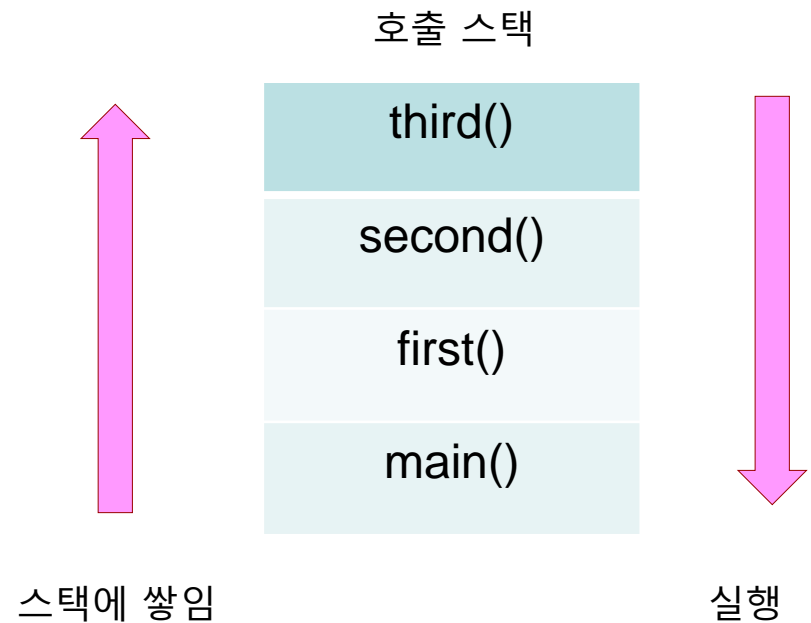 호출 스택
third()
second()
first()
main()
스택에 쌓임
실행